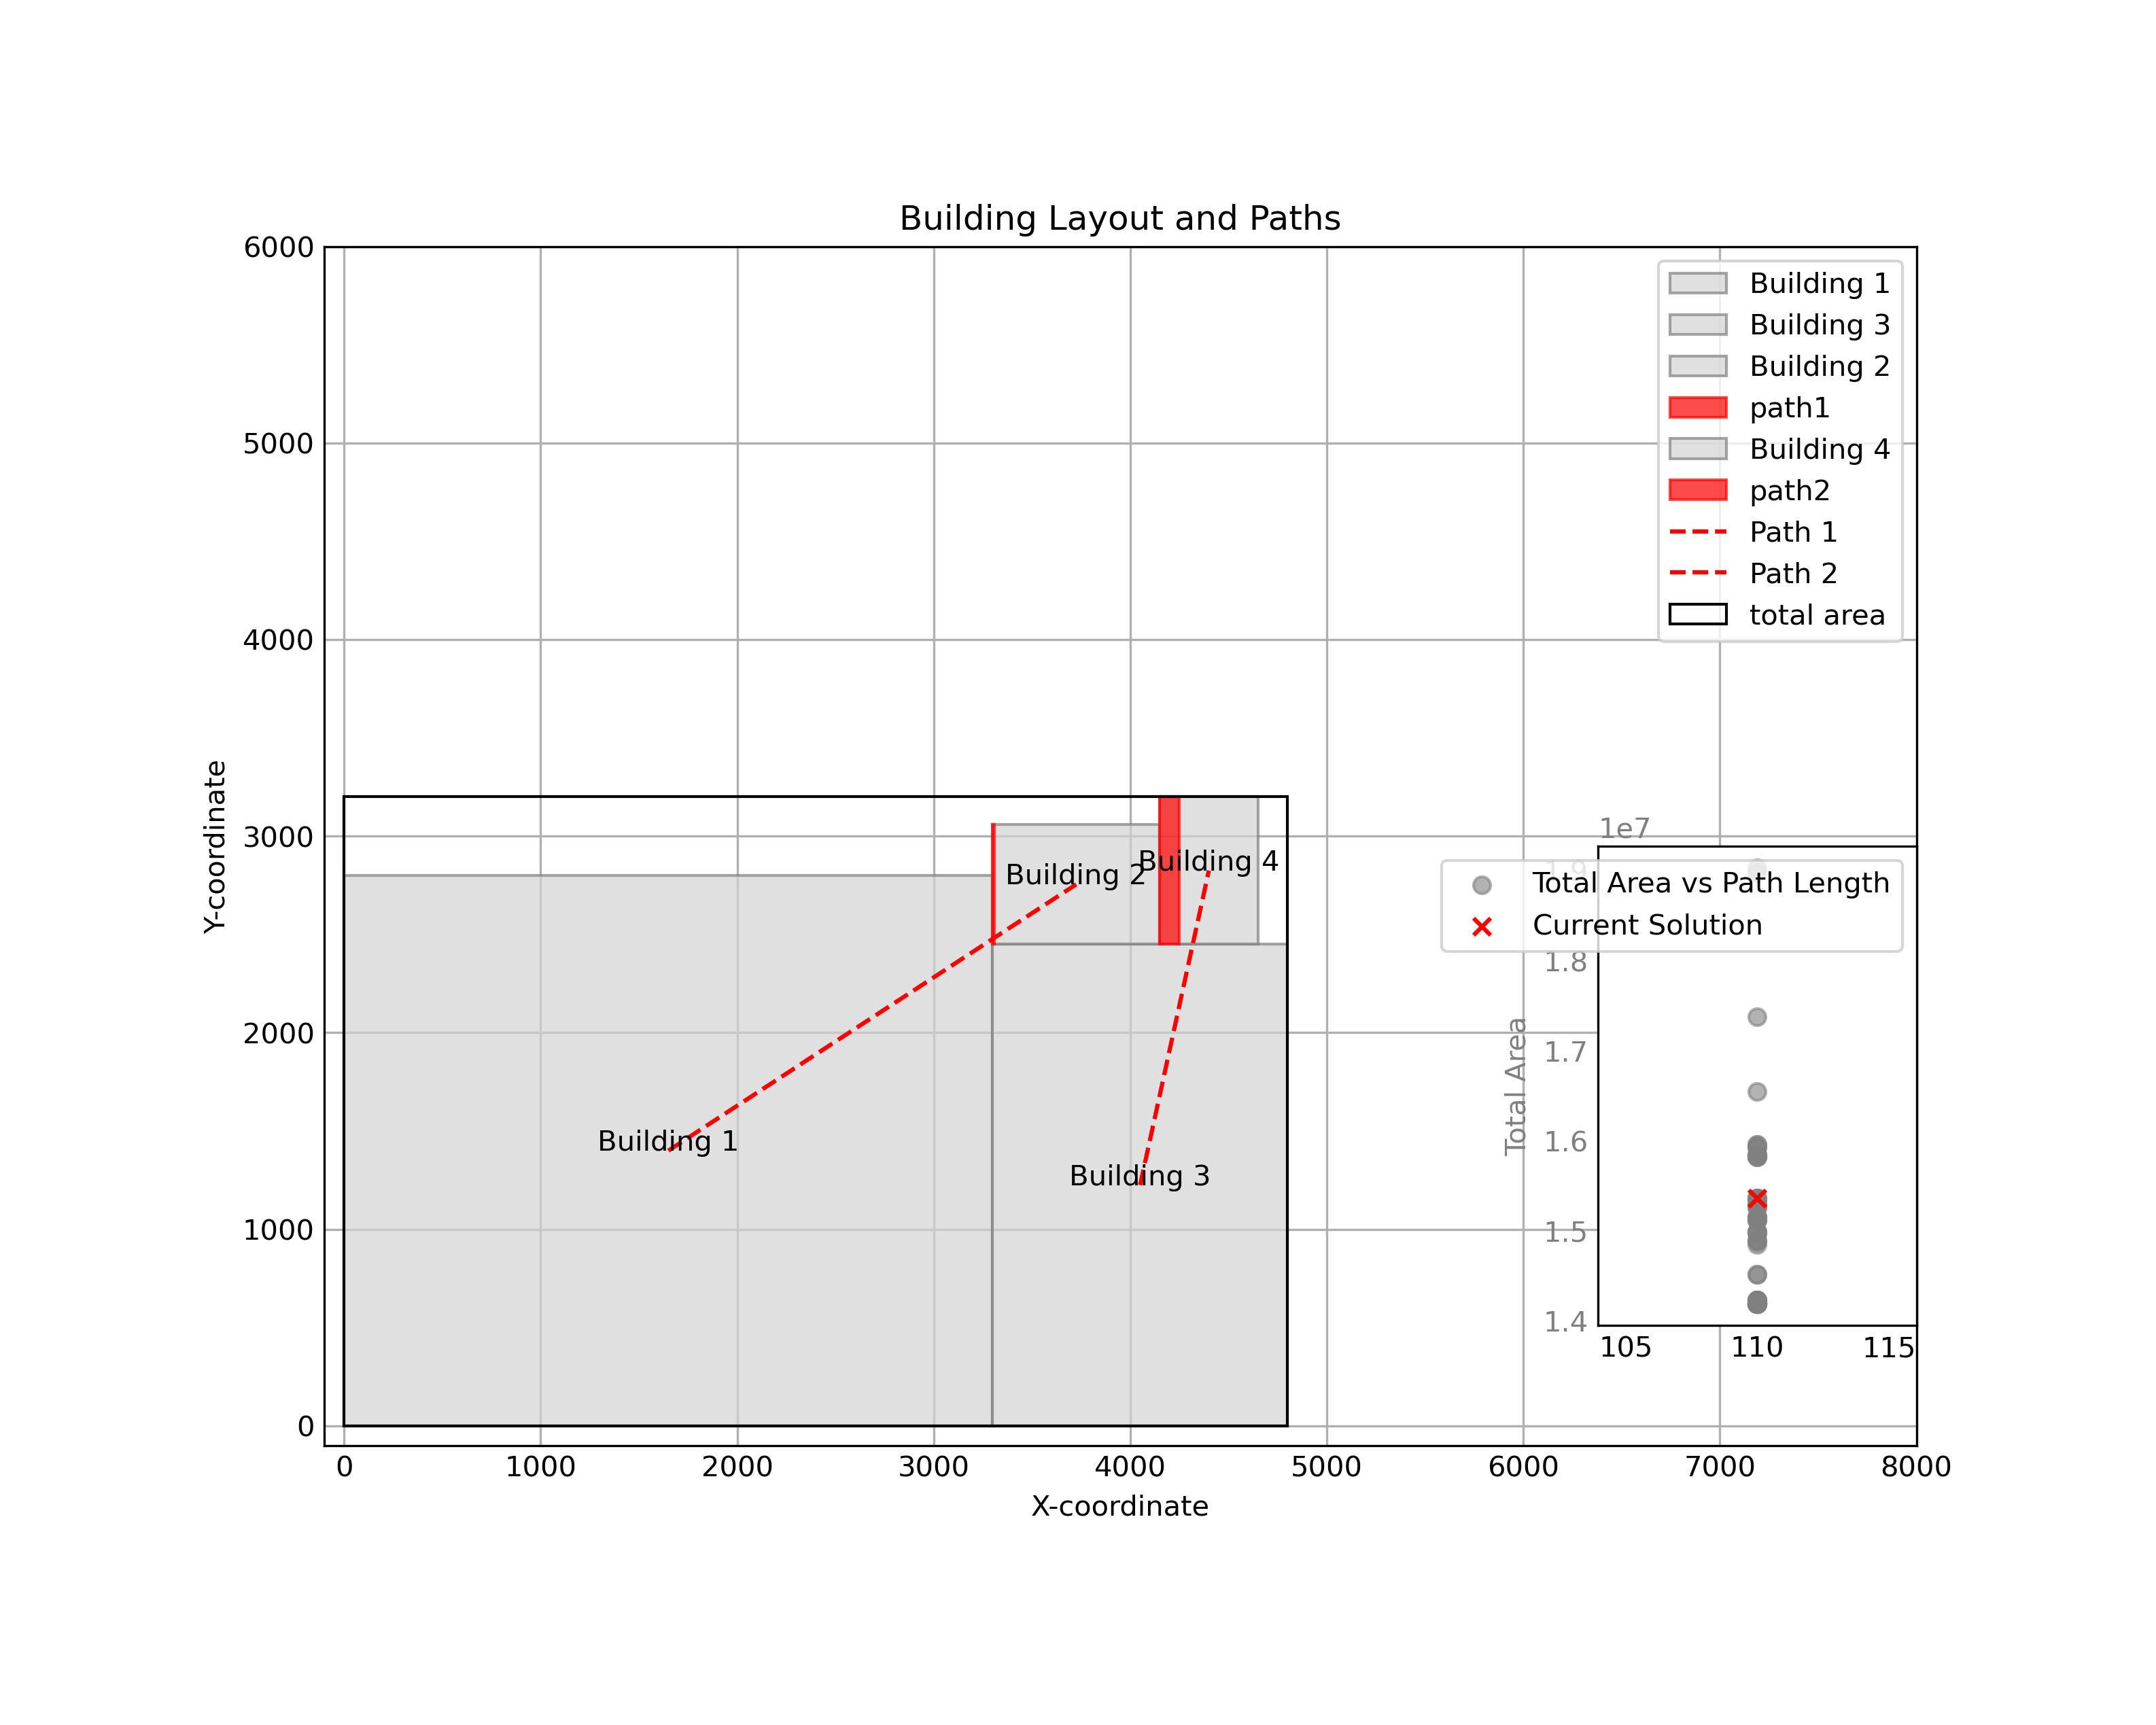 Building Layout and Paths
6000
5000
4000
3000
2000
1000
0
Y-coordinate
0
1000
2000
3000
4000
5000
6000
7000
8000
X-coordinate
Building 1
Building 3
Building 2
path1
Building 4
path2
Path 1
Path 2
total area
Building 2
Building 4
Building 1
Building 3
1e7
1.9
1.8
1.7
1.6
1.5
1.4
Total Area
Total Area vs Path Length
Current Solution
105
110
115